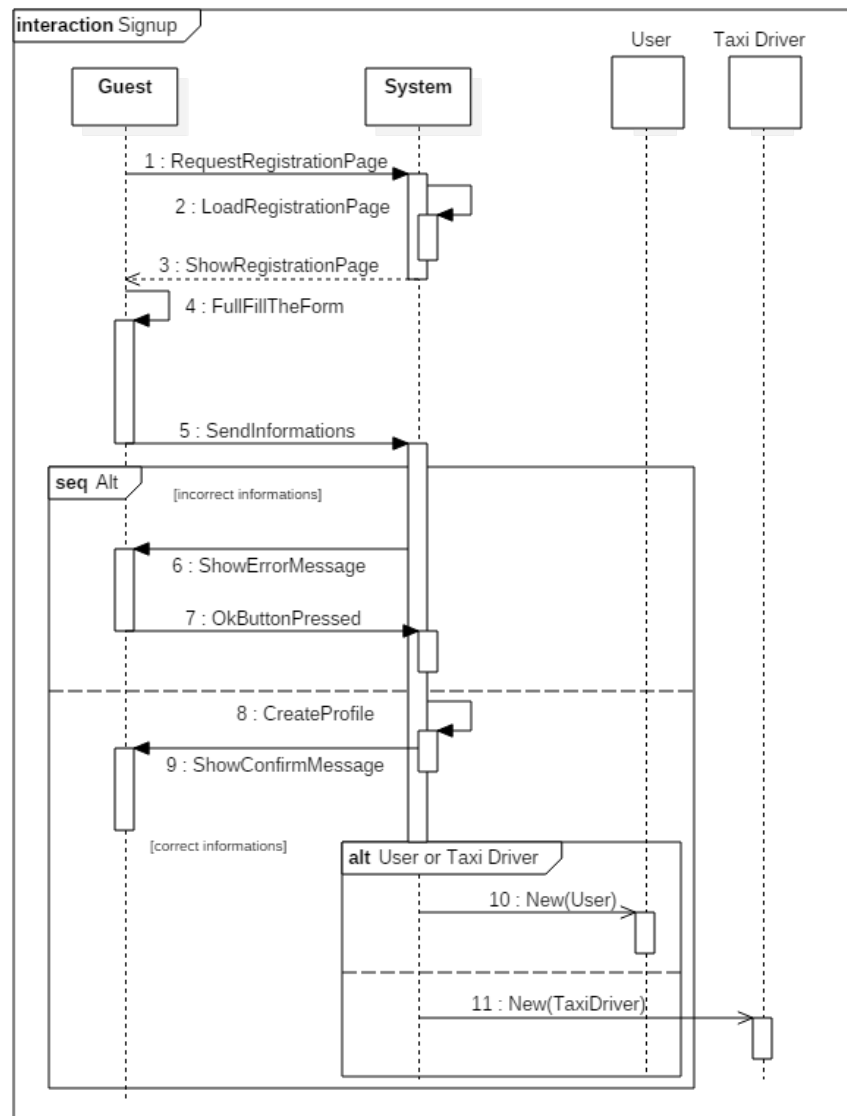 interaction Signup
User
Taxi Driver
Guest
System
1 : RequestRegistrationPage
2 : LoadRegistrationPage
3 : ShowRegistrationPage
4 : FullFillTheForm
5 : SendInformations
seq Alt
[incorrect informations]
6 : ShowErrorMessage
7 : OkButtonPressed
8 : CreateProfile
9 : ShowConfirmMessage
[correct informations]
alt User or Taxi Driver
10 : New(User)
11 : New(TaxiDriver)